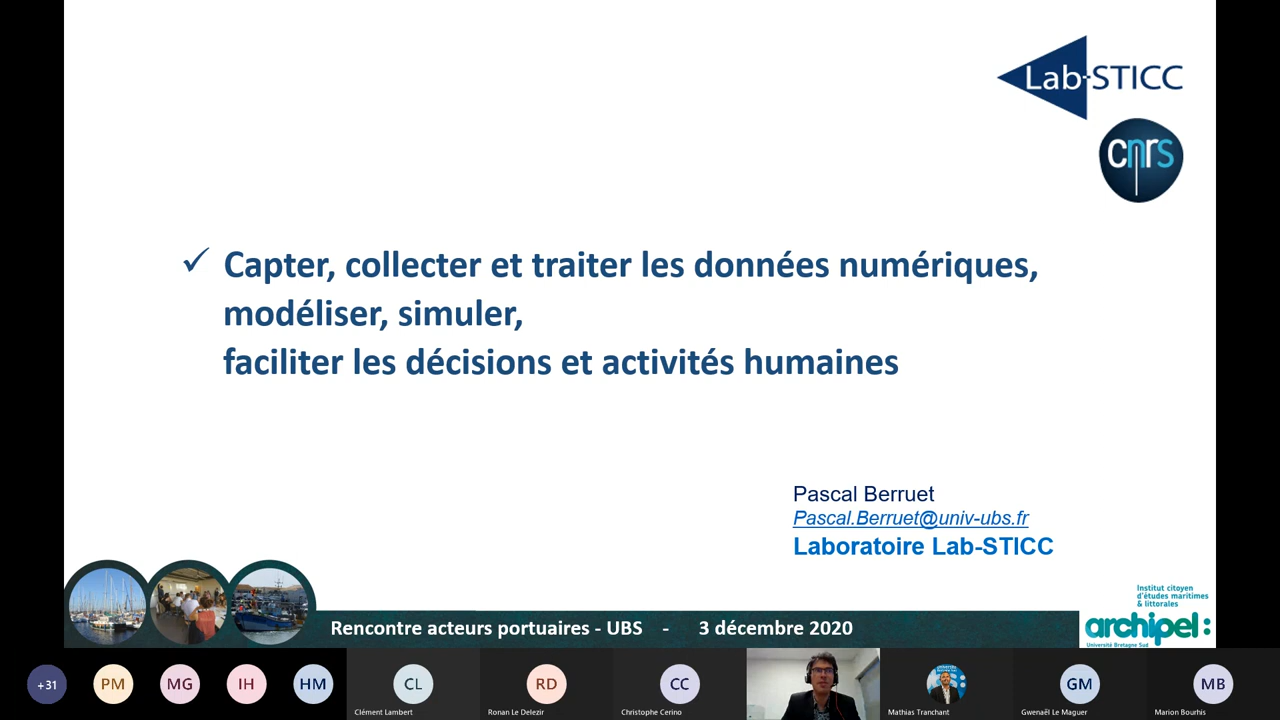 Lab-STICC
cnrs
✓ Capter, collecter et traiter les données numériques,
modéliser, simuler,
faciliter les décisions et activités humaines
Pascal Berruet
Pascal.Berruet@univ-ubs.fr
Laboratoire Lab-STICC
Institut citoyen
d'études maritimes
& littorales
archipel:
Université Bretagne Sud
Rencontre acteurs portuaires - UBS - 3 décembre 2020
+31
PM
MG
IH
HM
CL
RD
CC
GM
MB
Clément Lambert
Ronan Le Delezir
Christophe Cerino
Mathias Tranchant
Gwenaël Le Maguer
Marion Bourhis